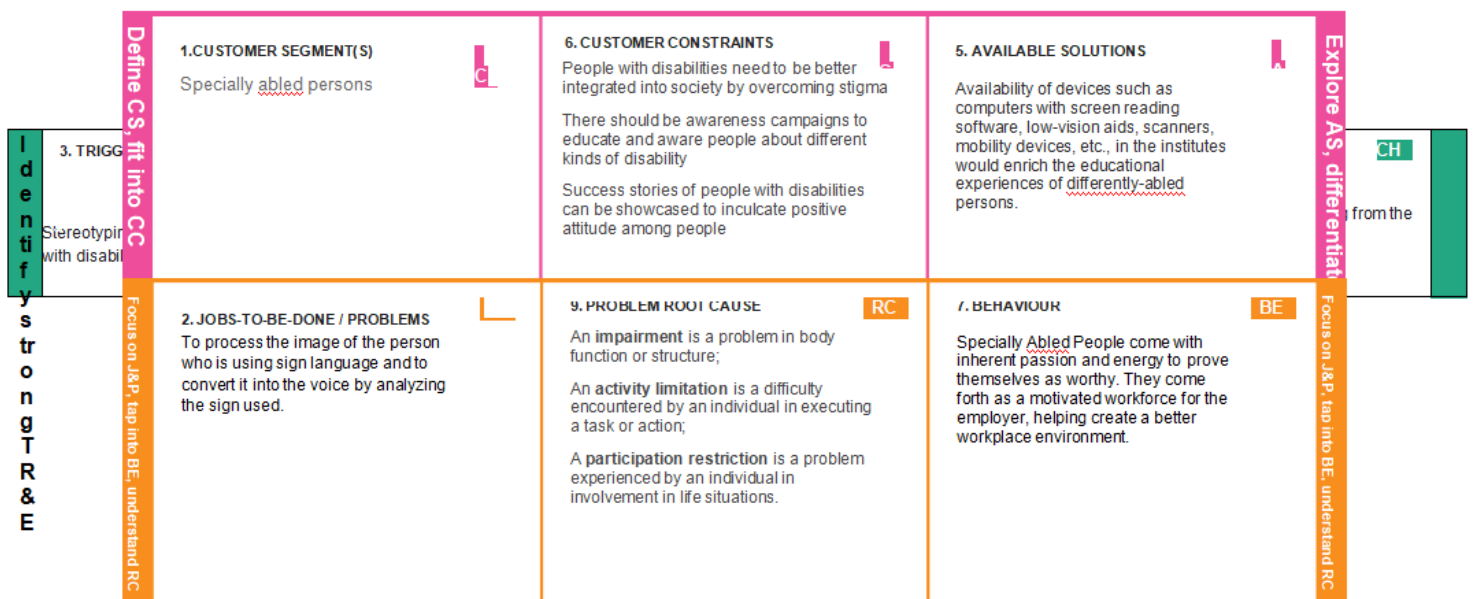 Define CS, fit into CC
1.CUSTOMER SEGMENT(S)
C
Specially abled persons
6. CUSTOMER CONSTRAINTS
People with disabilities need to be better
integrated into society by overcoming stigma
There should be awareness campaigns to
educate and aware people about different
kinds of disability
Success stories of people with disabilities
can be showcased to inculcate positive
attitude among people
5. AVAILABLE SOLUTIONS
Availability of devices such as
computers with screen reading
software, low-vision aids, scanners,
mobility devices, etc., in the institutes
would enrich the educational
experiences of differently-abled
persons.
Explore AS, differentiate
Identify strong TR & E
3. TRIGG
Stereotypin
with disabil
CH
from the
Focus on J&P, tap into BE, understand RC
2. JOBS-TO-BE-DONE / PROBLEMS
To process the image of the person
who is using sign language and to
convert it into the voice by analyzing
the sign used.
9. PROBLEM ROOT CAUSE
RC
An impairment is a problem in body
function or structure;
An activity limitation is a difficulty
encountered by an individual in executing
a task or action;
A participation restriction is a problem
experienced by an individual in
involvement in life situations.
7. BEHAVIOUR
BE
Specially Abled People come with
inherent passion and energy to prove
themselves as worthy. They come
forth as a motivated workforce for the
employer, helping create a better
workplace environment.
Focus on J&P, tap into BE, understand RC